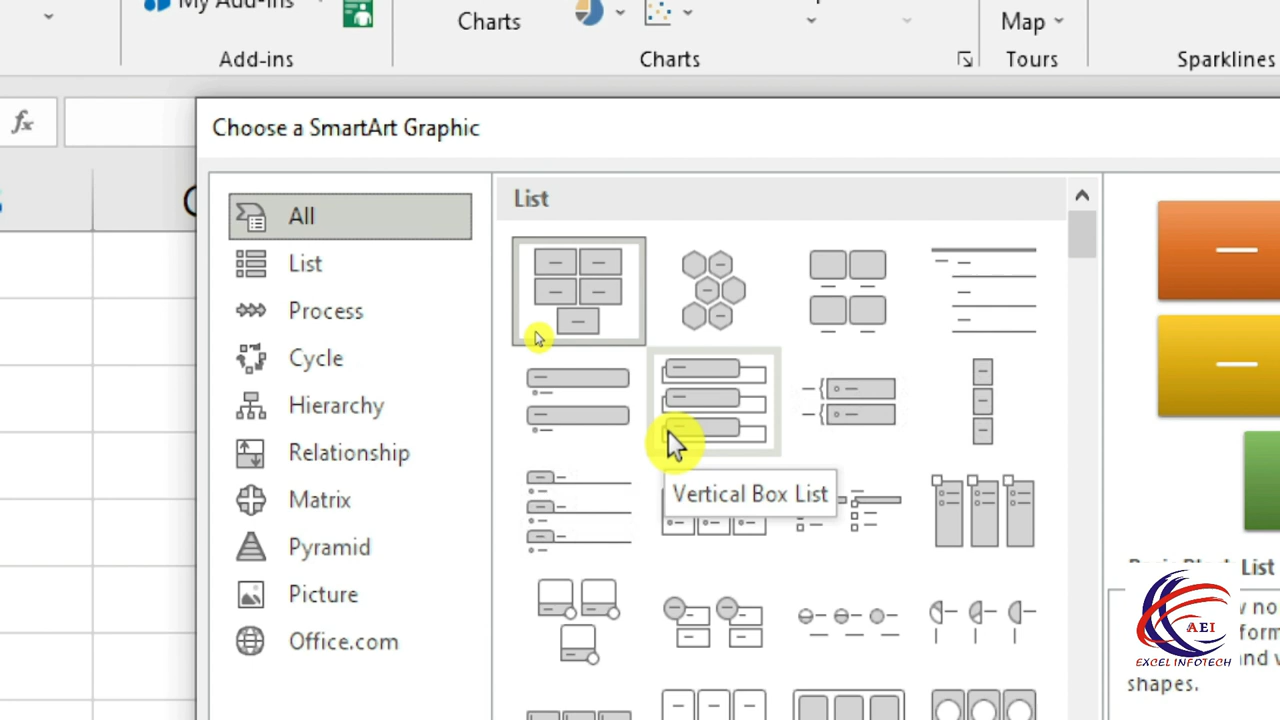 My Add-ins
Charts
Map
Add-ins
Charts
Tours
Sparklines
fx
Choose a SmartArt Graphic
All
List
Process
Cycle
Hierarchy
Relationship
Matrix
Pyramid
Picture
Office.com
List
Vertical Box List
List
shapes.
AEI
EXCEL INFOTECH